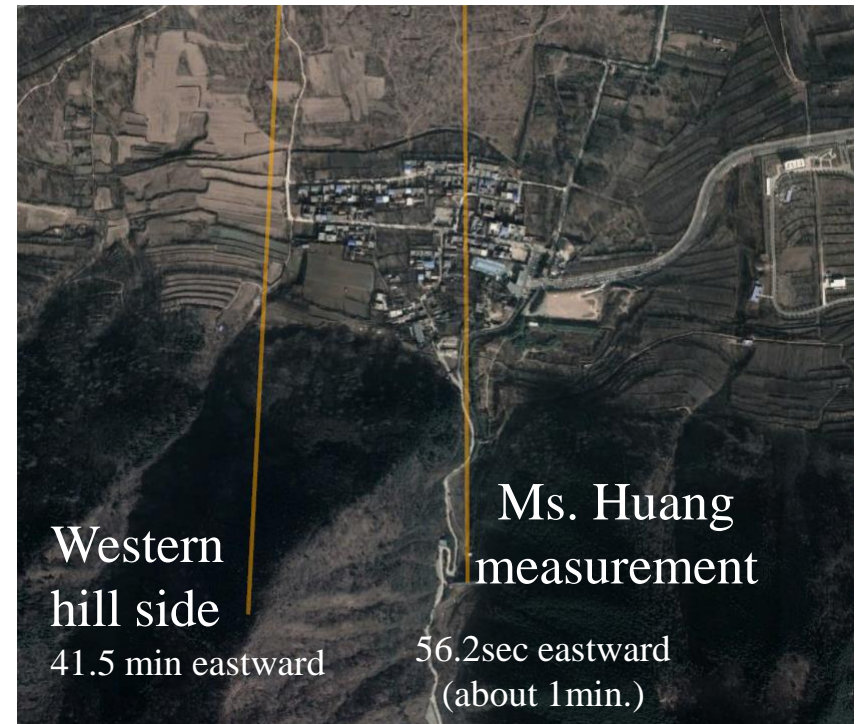 Western
hill side
41.5 min eastward
Ms. Huang
measurement
56.2sec eastward
(about 1min.)